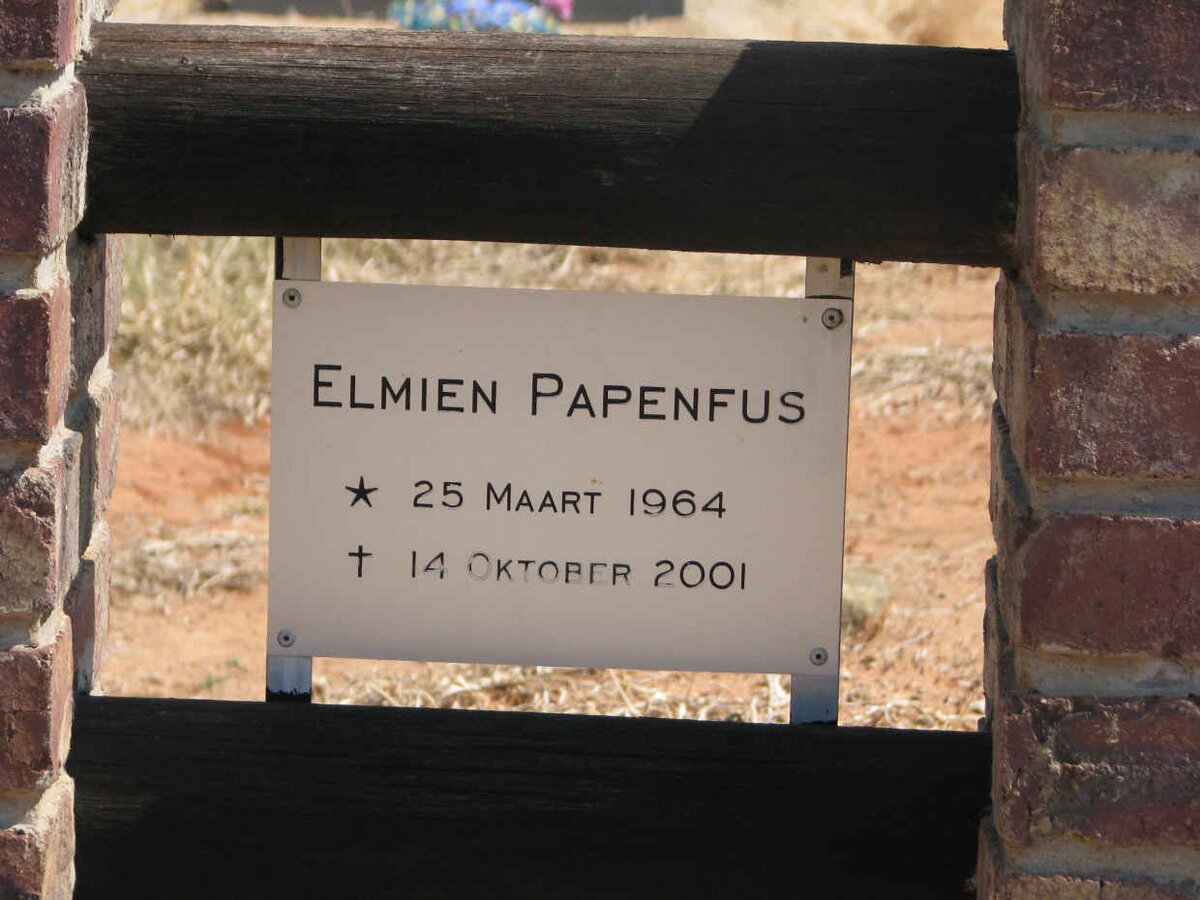 ELMIEN PAPENFUS
★ 25 MAART 1964
✝ 14 OKTOBER 2001